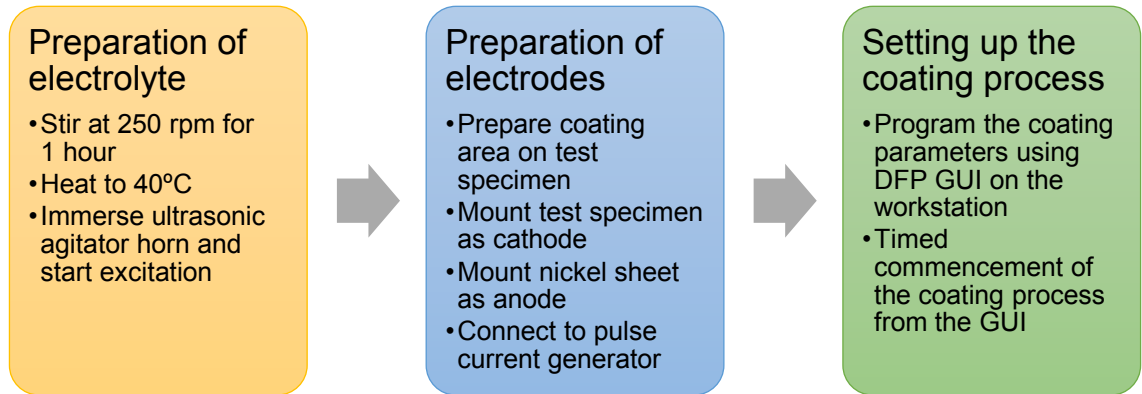 Preparation of
electrolyte
•Stir at 250 rpm for
1 hour
•Heat to 40ºC
•Immerse ultrasonic
agitator horn and
start excitation
Preparation of
electrodes
•Prepare coating
area on test
specimen
•Mount test specimen
as cathode
•Mount nickel sheet
as anode
•Connect to pulse
current generator
Setting up the
coating process
•Program the coating
parameters using
DFP GUI on the
workstation
•Timed
commencement of
the coating process
from the GUI